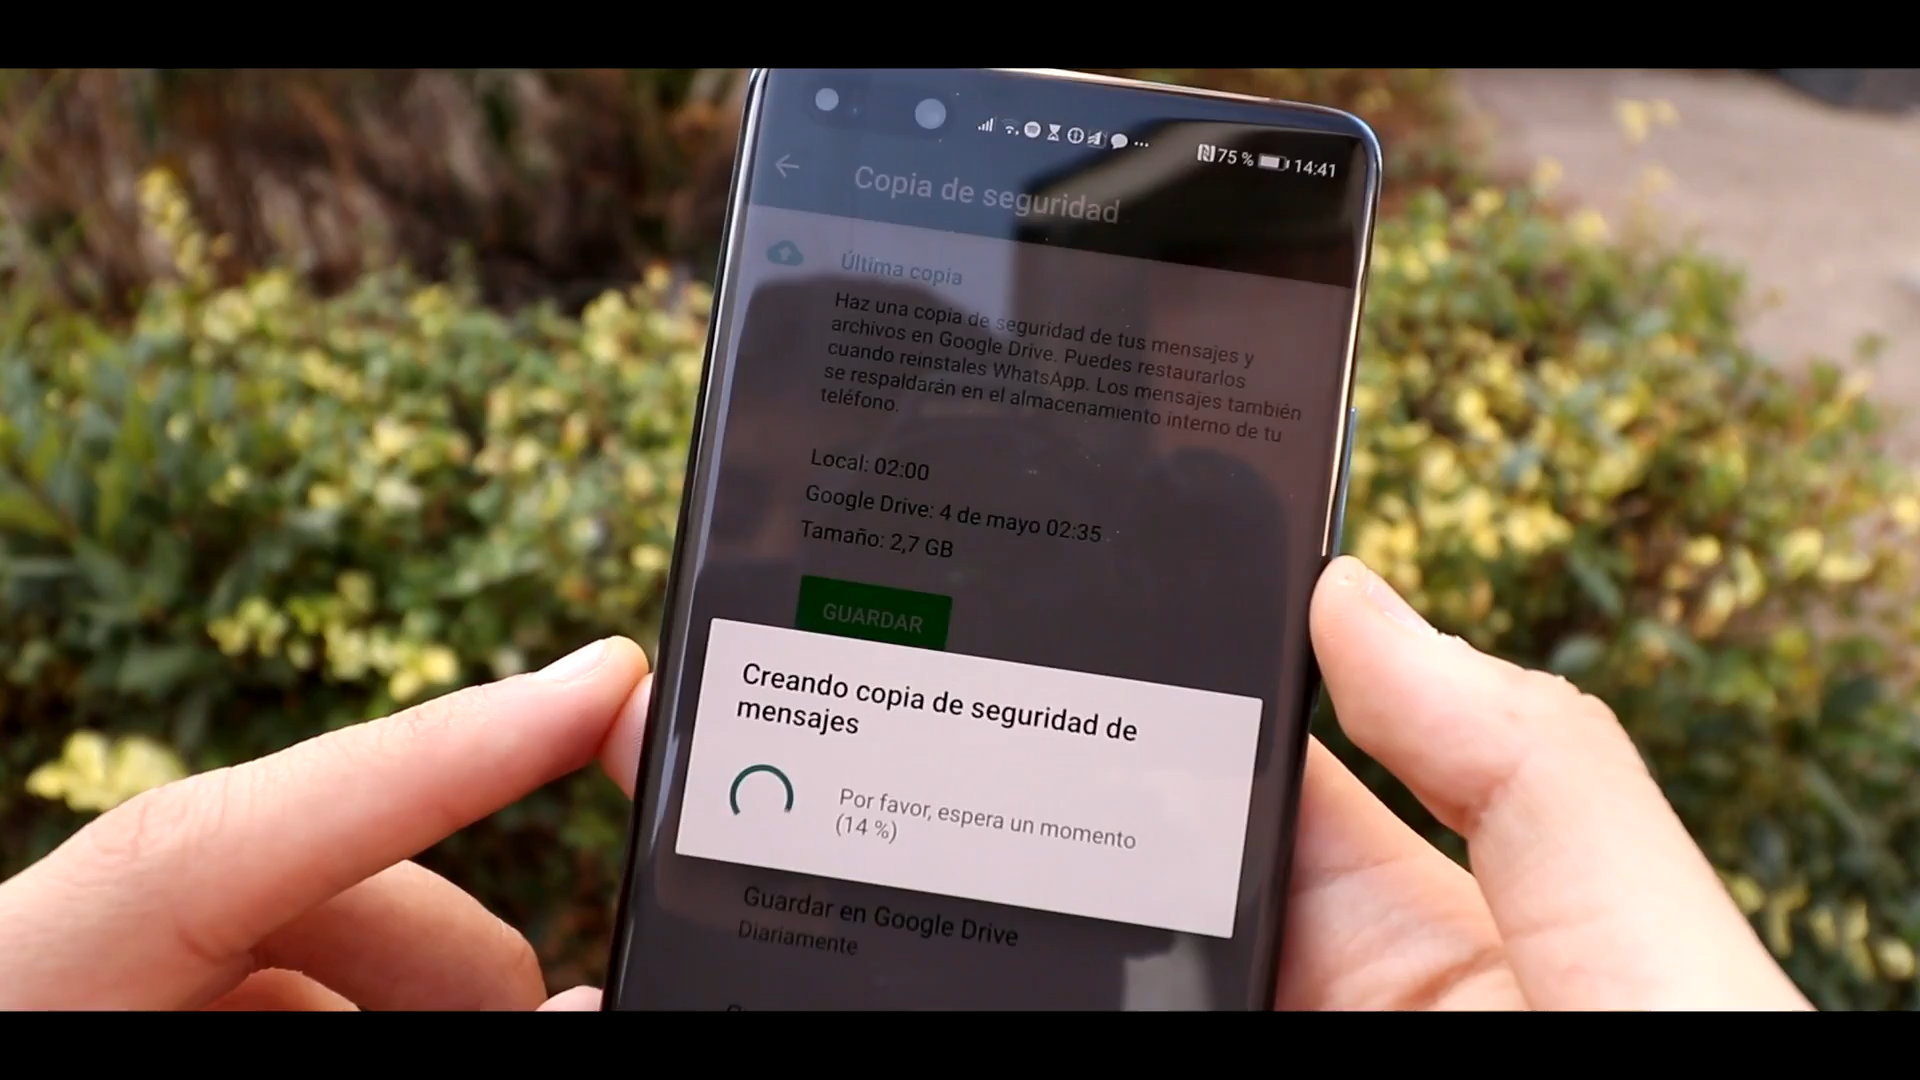 75 % 14:41
Copia de seguridad
Última copia
Haz una copia de seguridad de tus mensajes y
archivos en Google Drive. Puedes restaurarlos
cuando reinstales WhatsApp. Los mensajes también
se respaldarán en el almacenamiento interno de tu
teléfono.
Local: 02:00
Google Drive: 4 de mayo 02:35
Tamaño: 2,7 GB
GUARDAR
Creando copia de seguridad de
mensajes
Por favor, espera un momento
(14 %)
Guardar en Google Drive
Diariamente